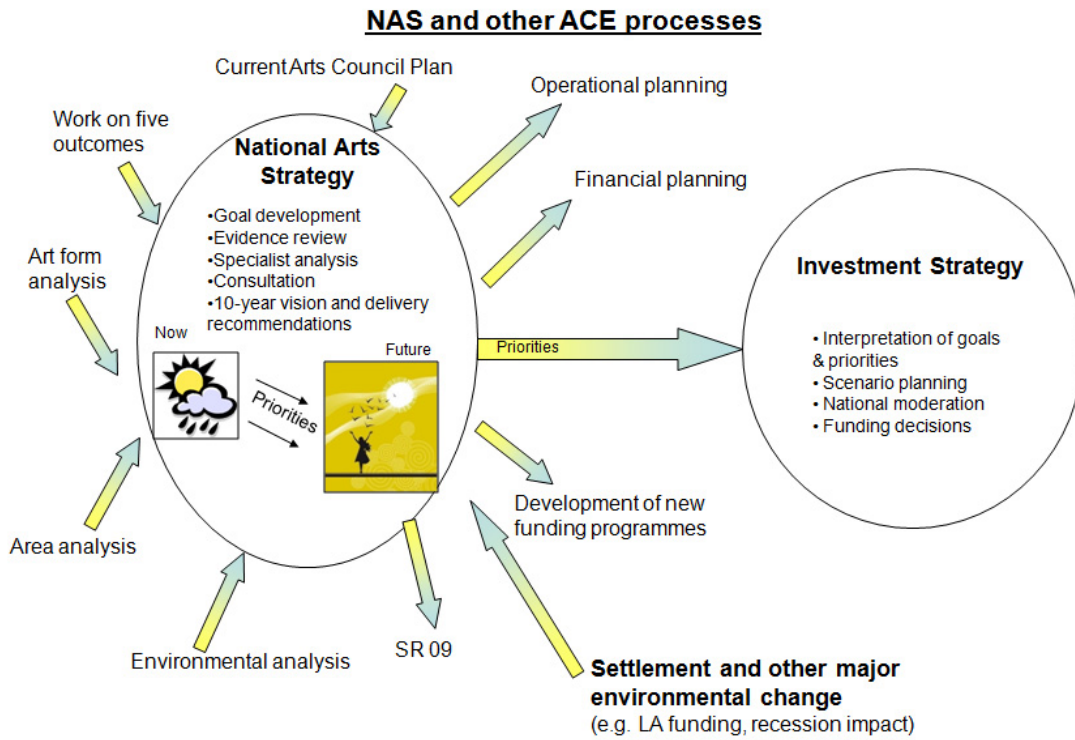 NAS and other ACE processes
Current Arts Council Plan
Operational planning
Work on five
outcomes
National Arts
Strategy
•Goal development
•Evidence review
•Specialist analysis
•Consultation
•10-year vision and delivery
recommendations
Financial planning
Art form
analysis
Now
Priorities
Future
Priorities
Investment Strategy
• Interpretation of goals
& priorities
• Scenario planning
• National moderation
• Funding decisions
Area analysis
Development of new
funding programmes
Environmental analysis
SR 09
Settlement and other major
environmental change
(e.g. LA funding, recession impact)